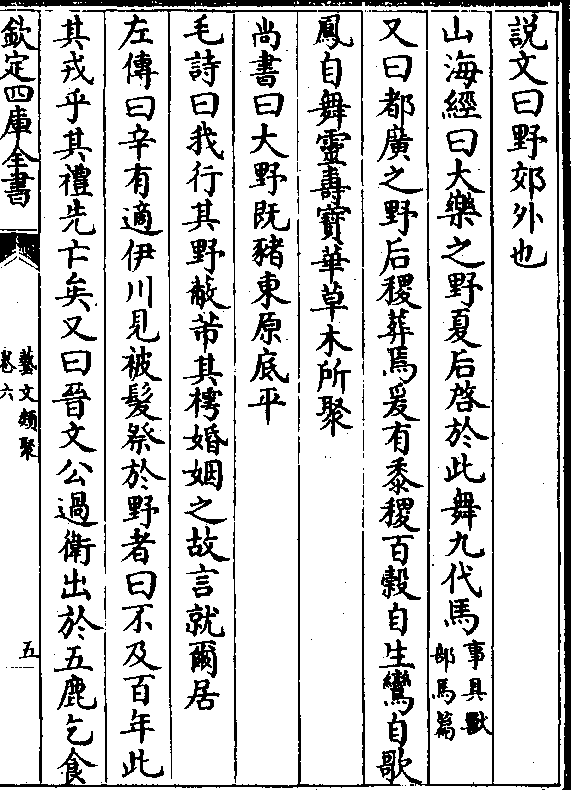 說文曰野郊外也
山海經曰大樂之野夏后啓於此舞九代馬事具獸部馬篇
又曰都廣之野后稷葬焉爰有黍稷百穀自生鸞自歌
鳳自舞靈壽寶華草木所聚
尚書曰大野既豬東原底平
毛詩曰我行其野蔽芾其樗婚姻之故言就爾居
左傳曰辛有適伊川見被髮祭於野者曰不及百年此
其戎乎其禮先亡矣又曰晉文公過衛出於五鹿乞食
欽定四庫全書
藝文類聚
卷六
五